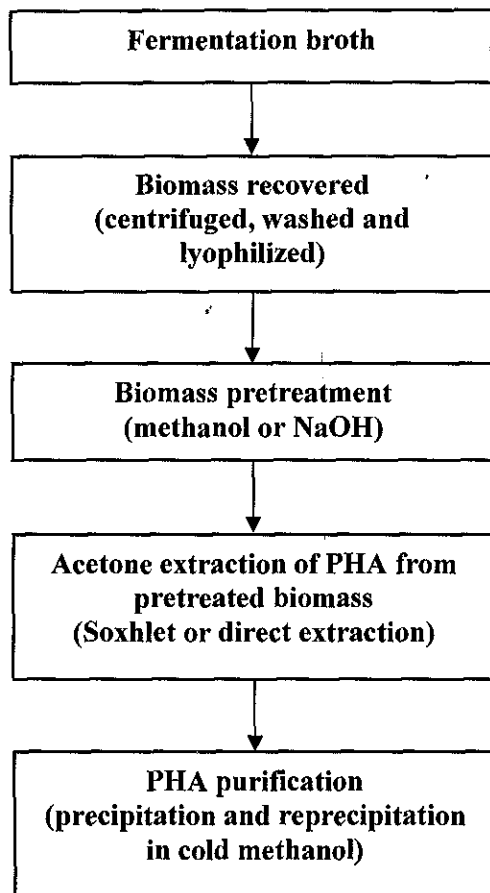 Fermentation broth
Biomass recovered
(centrifuged, washed and
lyophilized)
Biomass pretreatment
(methanol or NaOH)
Acetone extraction of PHA from
pretreated biomass
(Soxhlet or direct extraction)
PHA purification
(precipitation and reprecipitation
in cold methanol)